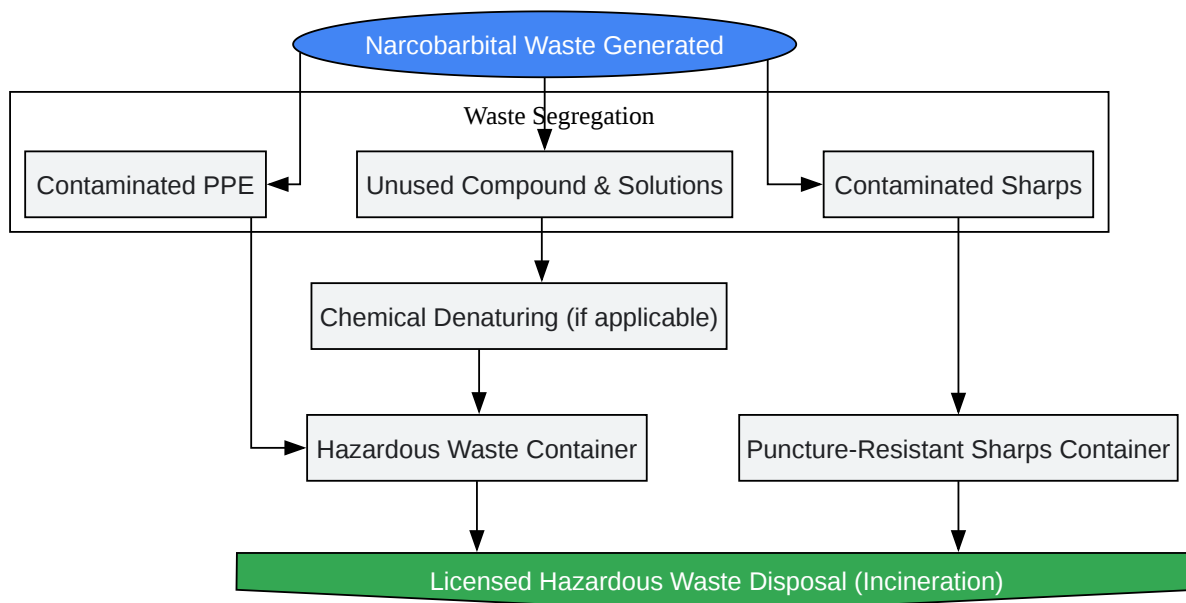 Narcobarbital Waste Generated
Waste Segregation
Contaminated PPE
Unused Compound & Solutions
Contaminated Sharps
Chemical Denaturing (if applicable)
Hazardous Waste Container
Puncture-Resistant Sharps Container
Licensed Hazardous Waste Disposal (Incineration)